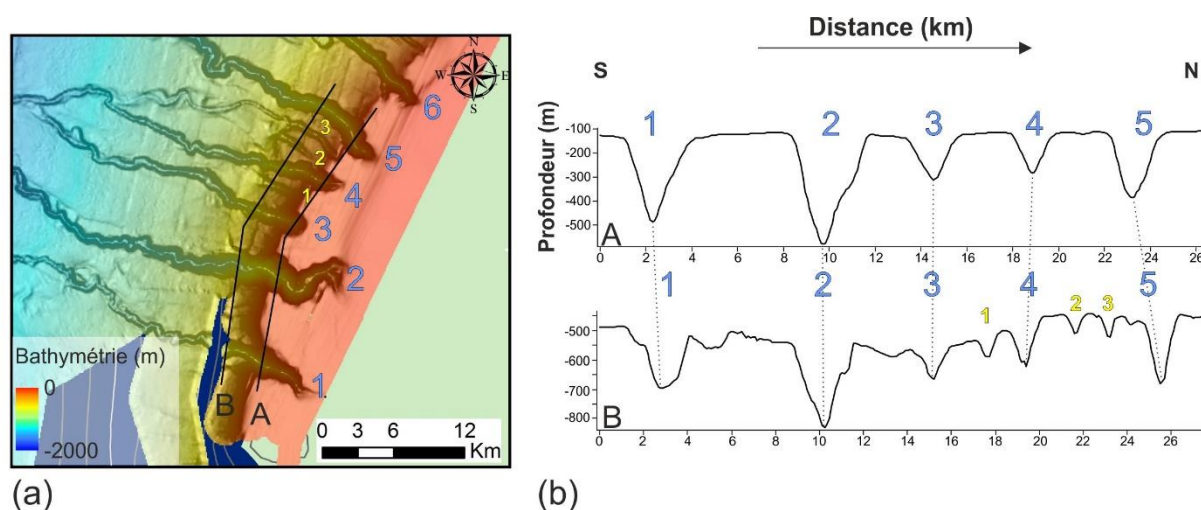 Distance (km)
S
N
N
W
E
S
6
5
4
3
2
1
3
2
1
B
A
Bathymétrie (m)
0
-2000
0 3 6 12
Km
(a)
Profondeur (m)
-100
-200
-300
-400
-500
1 2 3 4 5
A
0 2 4 6 8 10 12 14 16 18 20 22 24 26
1 2 3 4 5
1 2 3
-500
-600
-700
-800
B
0 2 4 6 8 10 12 14 16 18 20 22 24 26
(b)